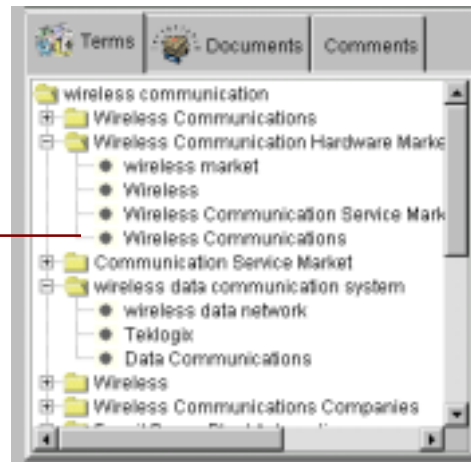 Terms Documents Comments
wireless communication
Wireless Communications
Wireless Communication Hardware Marke
wireless market
Wireless
Wireless Communication Service Mark
Wireless Communications
Communication Service Market
wireless data communication system
wireless data network
Teklogix
Data Communications
Wireless
Wireless Communications Companies